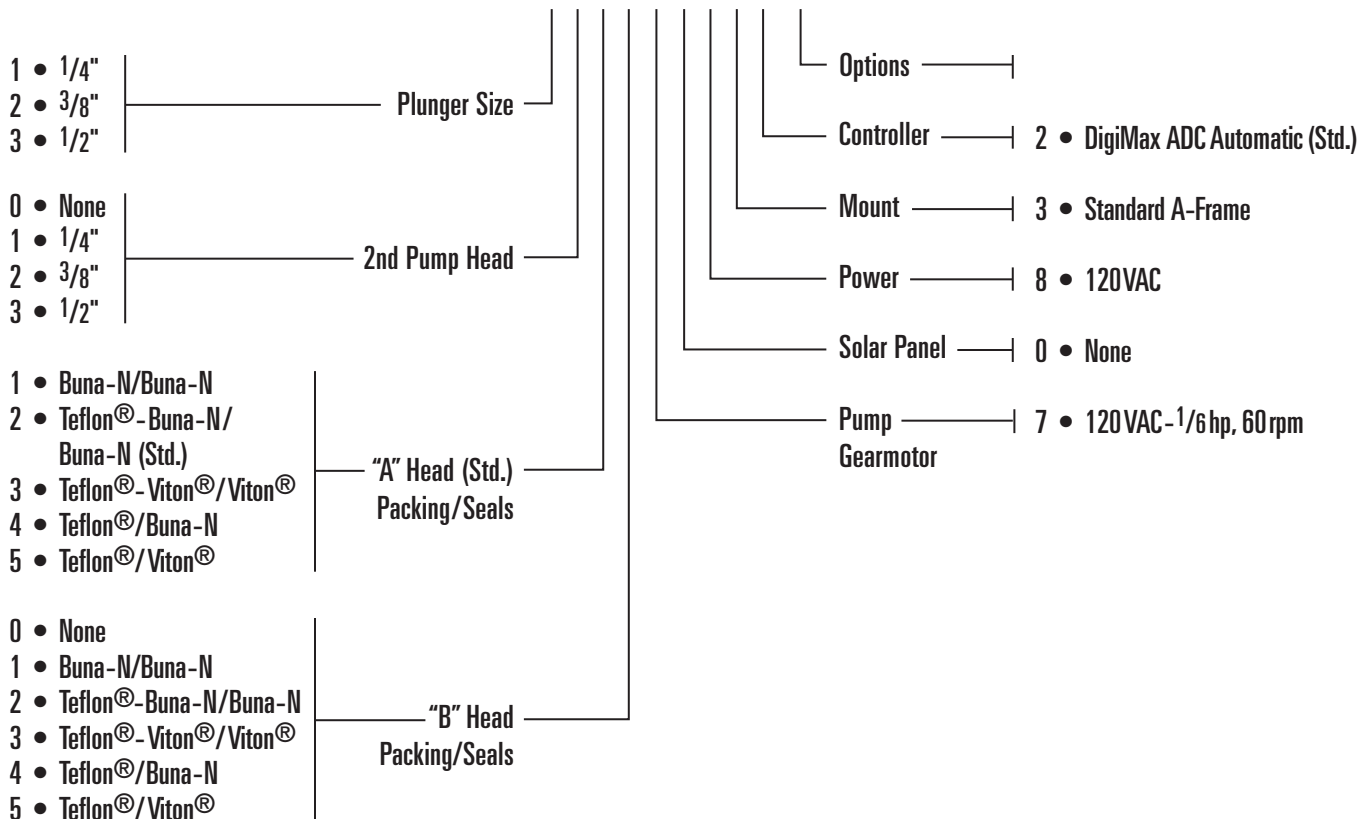 1 • 1/4"
2 • 3/8"
3 • 1/2"
Plunger Size
0 • None
1 • 1/4"
2 • 3/8"
3 • 1/2"
2nd Pump Head
1 • Buna-N/Buna-N
2 • Teflon®-Buna-N/
Buna-N (Std.)
3 • Teflon®-Viton®/Viton®
4 • Teflon®/Buna-N
5 • Teflon®/Viton®
“A” Head (Std.)
Packing/Seals
0 • None
1 • Buna-N/Buna-N
2 • Teflon®-Buna-N/Buna-N
3 • Teflon®-Viton®/Viton®
4 • Teflon®/Buna-N
5 • Teflon®/Viton®
“B” Head
Packing/Seals
Options
Controller
2 • DigiMax ADC Automatic (Std.)
Mount
3 • Standard A-Frame
Power
8 • 120VAC
Solar Panel
0 • None
Pump
Gearmotor
7 • 120VAC-1/6 hp, 60rpm